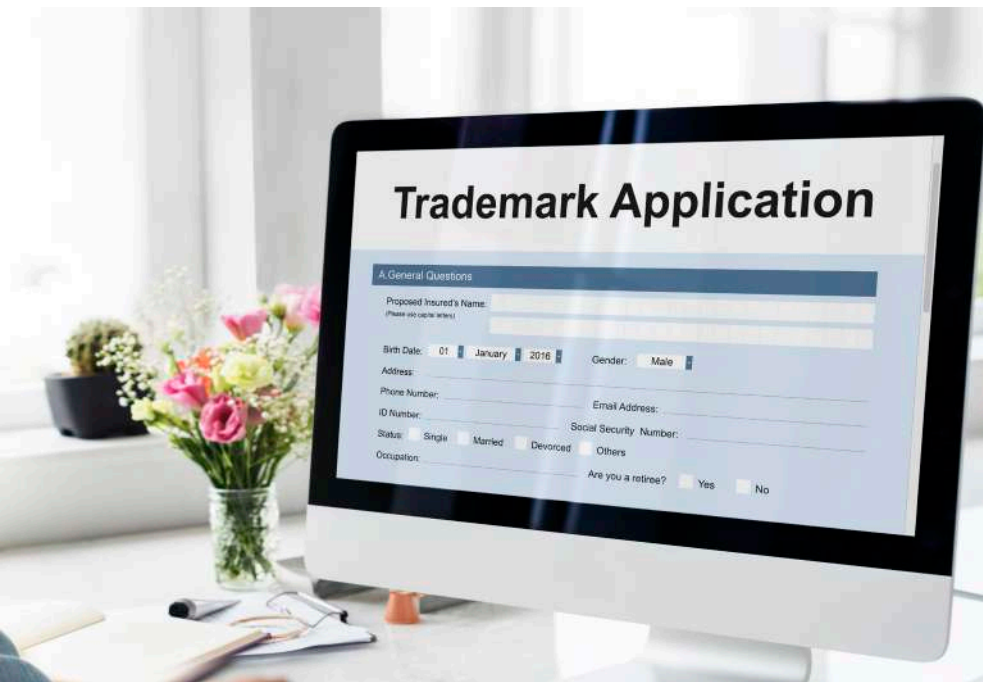 Trademark Application
A.General Questions
Proposed Insured's Name:
(Please use capital letters)
Birth Date: 01 January 2016 Gender: Male
Address:
Phone Number: Email Address:
ID Number: Social Security Number:
Status: Single Married Devorced Others
Occupation: Are you a retiree? Yes No